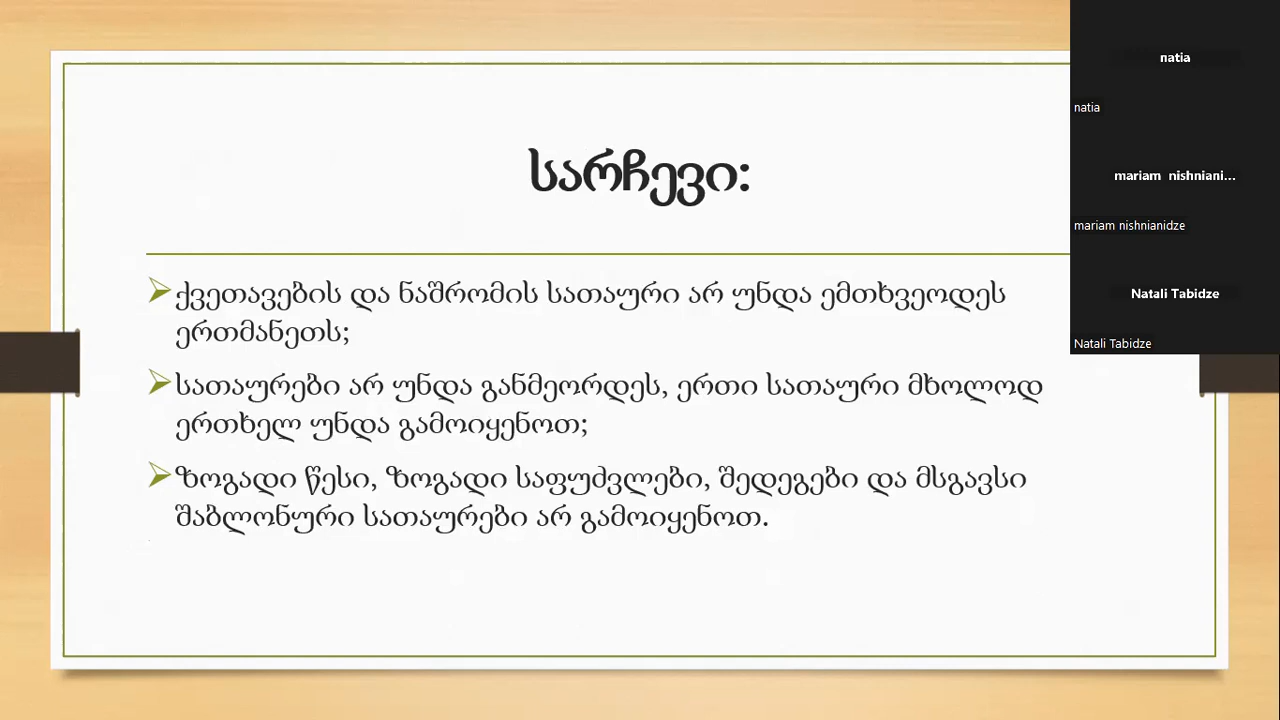 სარჩევი:
ქვეთავების და ნაშრომის სათაური არ უნდა ემთხვეოდეს
ერთმანეთს;
სათაურები არ უნდა განმეორდეს, ერთი სათაური მხოლოდ
ერთხელ უნდა გამოიყენოთ;
ზოგადი წესი, ზოგადი საფუძვლები, შედეგები და მსგავსი
შაბლონური სათაურები არ გამოიყენოთ.
natia
natia
mariam nishniani...
mariam nishnianidze
Natali Tabidze
Natali Tabidze